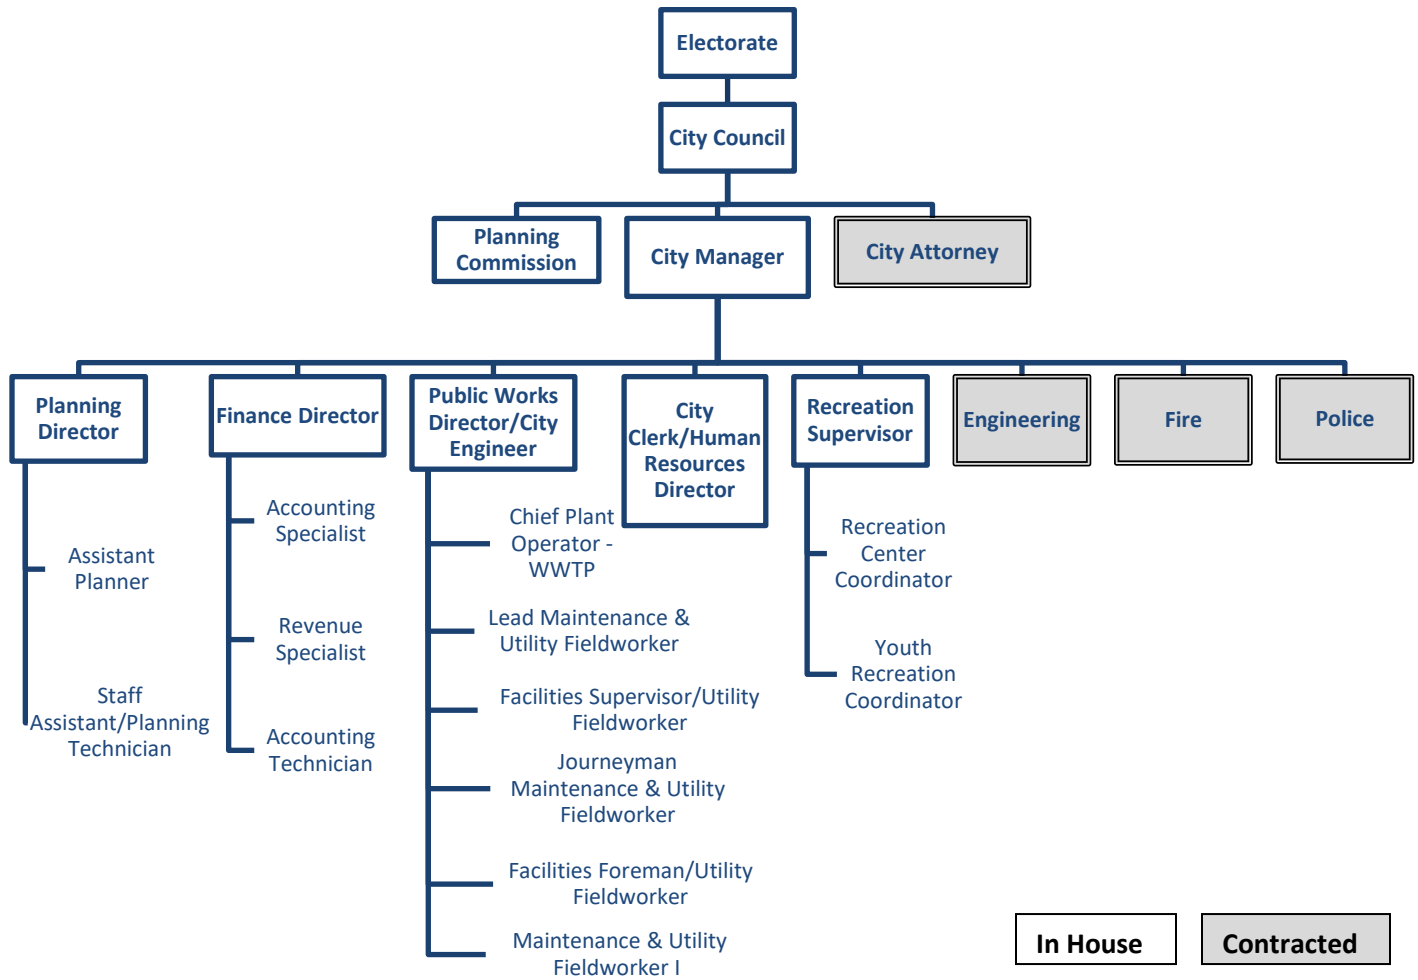 Electorate
City Council
Planning
Commission
City Manager
City Attorney
Planning
Director
Finance Director
Public Works
Director/City
Engineer
City
Clerk/Human
Resources
Director
Recreation
Supervisor
Engineering
Fire
Police
Assistant
Planner
Staff
Assistant/Planning
Technician
Accounting
Specialist
Revenue
Specialist
Accounting
Technician
Chief Plant
Operator -
WWTP
Lead Maintenance &
Utility Fieldworker
Facilities Supervisor/Utility
Fieldworker
Journeyman
Maintenance & Utility
Fieldworker
Facilities Foreman/Utility
Fieldworker
Maintenance & Utility
Fieldworker I
Recreation
Center
Coordinator
Youth
Recreation
Coordinator
In House
Contracted